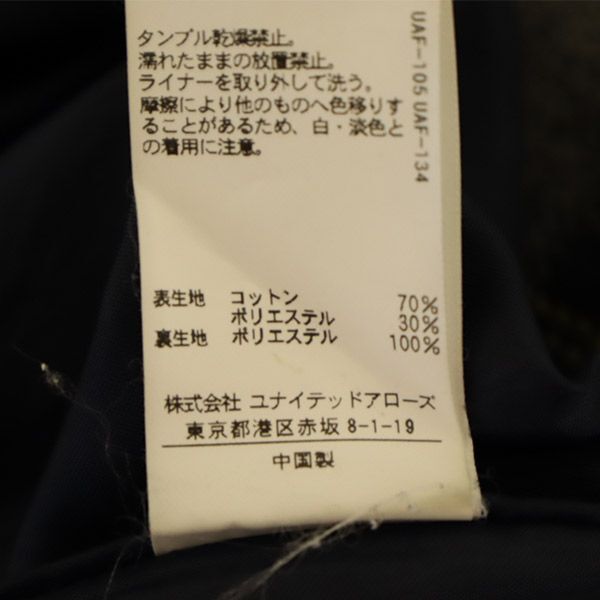 タンブル乾燥禁止。
濡れたままの放置禁止。
ライナーを取り外して洗う。
摩擦により他のものへ色移りす
ることがあるため、白・淡色と
の着用に注意。
UAF-105 UAF-134
表生地 コットン 70%
ポリエステル 30%
裏生地 ポリエステル 100%
株式会社 ユナイテッドアローズ
東京都港区赤坂 8-1-19
中国製